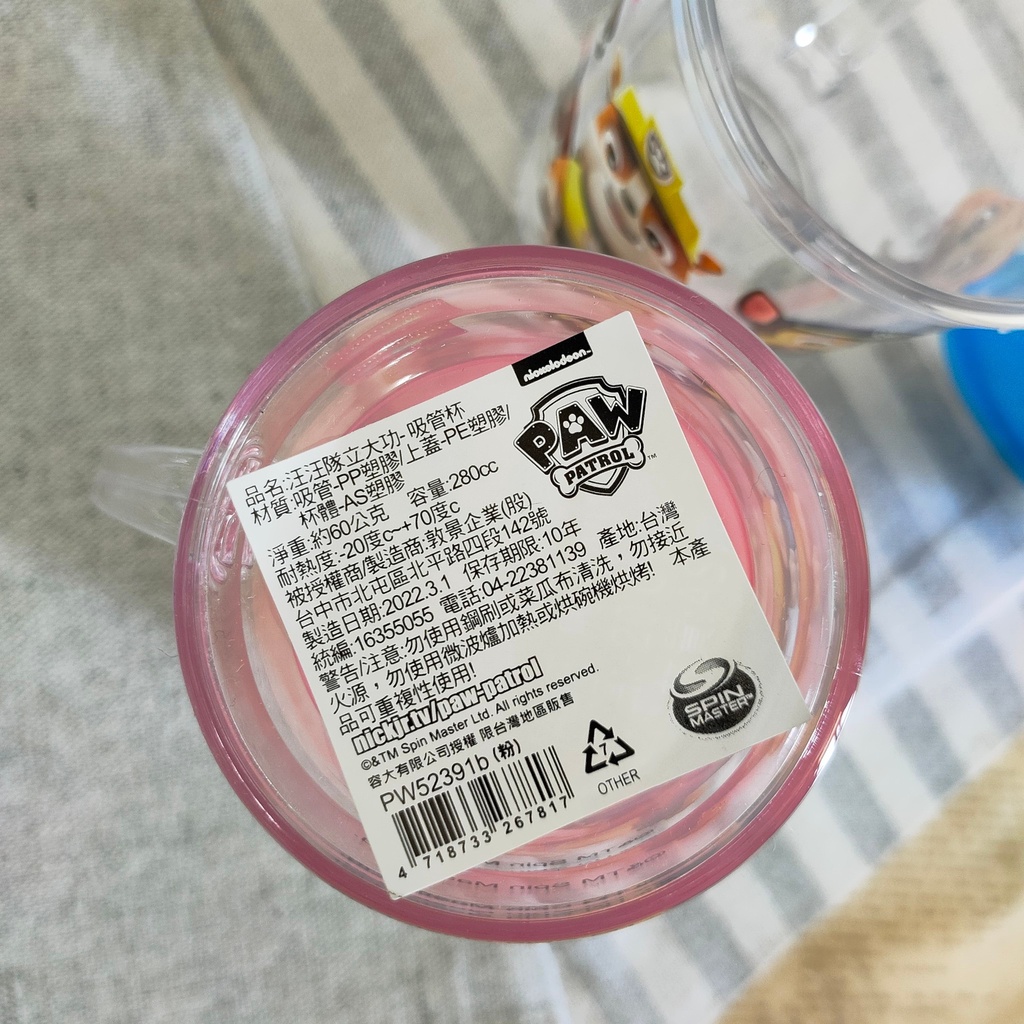 nickelodeon
PAW
PATROL™
品名:汪汪隊立大功-吸管杯
材質:吸管-PP塑膠/上蓋-PE塑膠/
杯體-AS塑膠
淨重:約60公克 容量:280cc
耐熱度:-20度c~+70度c
被授權商/製造商:敦景企業(股)
台中市北屯區北平路四段142號
製造日期:2022.3.1 保存期限:10年
統編:16355055 電話:04-22381139 產地:台灣
警告/注意:勿使用鋼刷或菜瓜布清洗，勿接近
火源，勿使用微波爐加熱或烘碗機烘烤! 本產
品可重複性使用!
nickjr.tv/paw-patrol
©&TM Spin Master Ltd. All rights reserved.
容大有限公司授權 限台灣地區販售
PW52391b (粉)
4 718733 267817
7
OTHER
SPIN
MASTER™